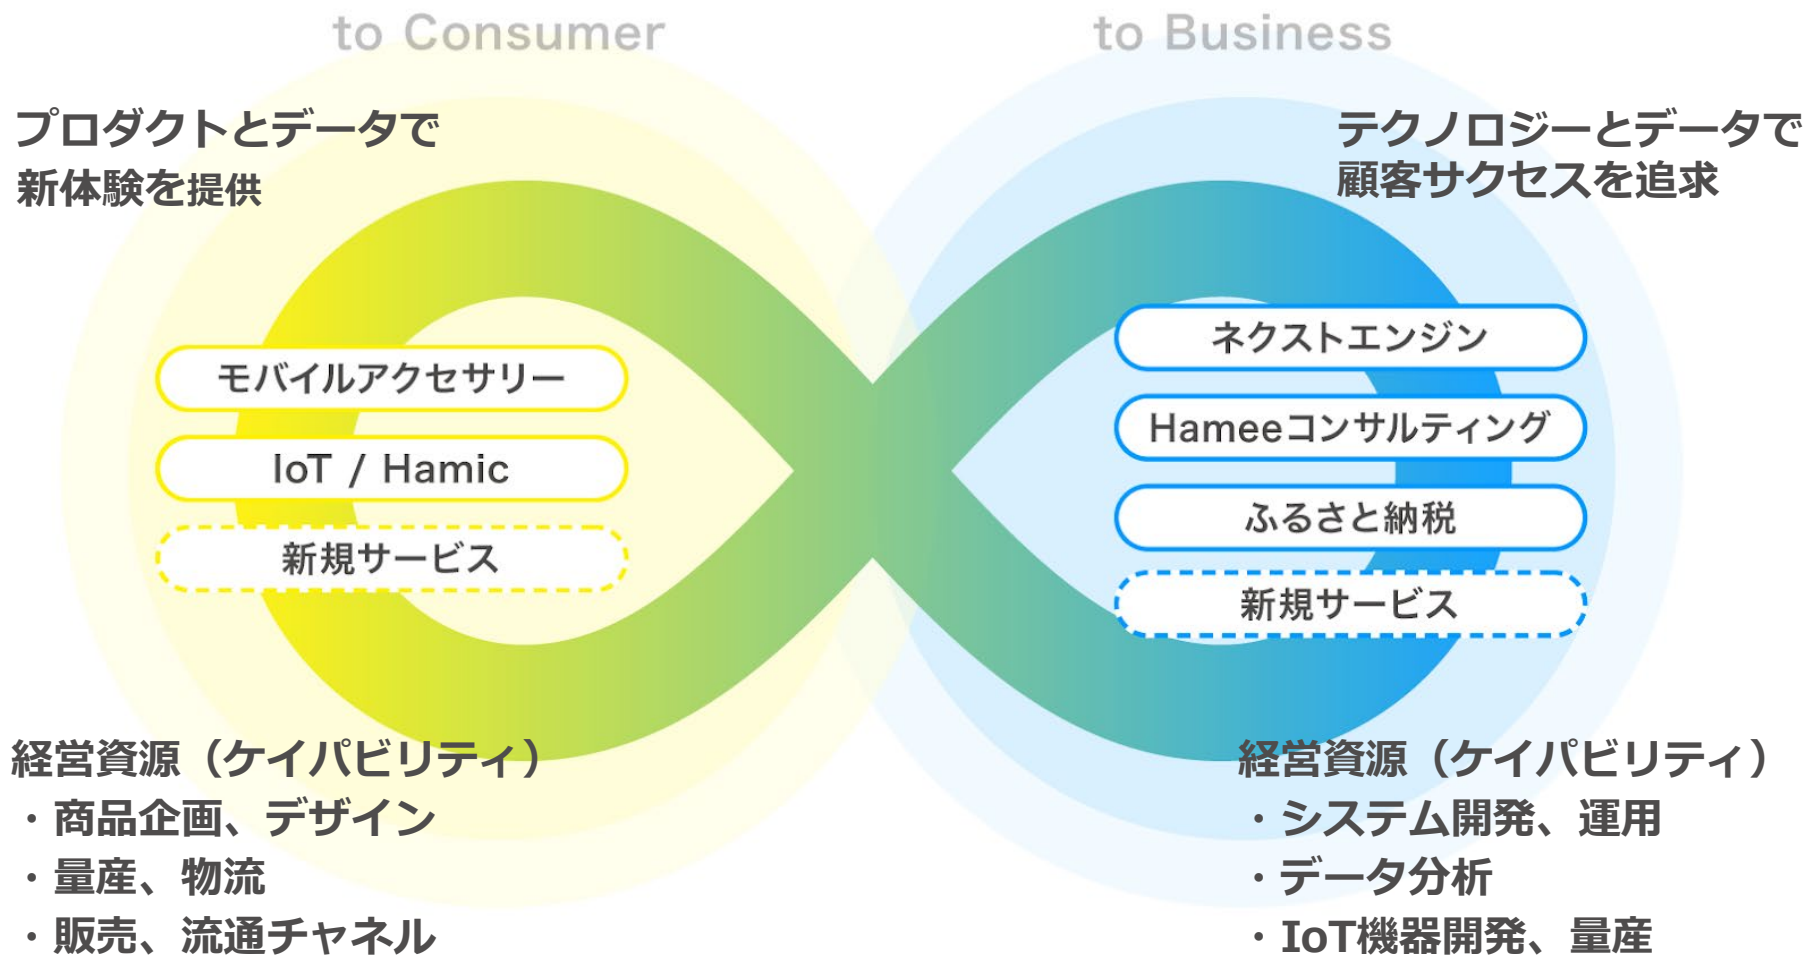 to Consumer
to Business
プロダクトとデータで
新体験を提供
テクノロジーとデータで
顧客サクセスを追求
モバイルアクセサリー
IoT / Hamic
新規サービス
ネクストエンジン
Hameeコンサルティング
ふるさと納税
新規サービス
経営資源（ケイパビリティ）
・商品企画、デザイン
・量産、物流
・販売、流通チャネル
経営資源（ケイパビリティ）
・システム開発、運用
・データ分析
・IoT機器開発、量産